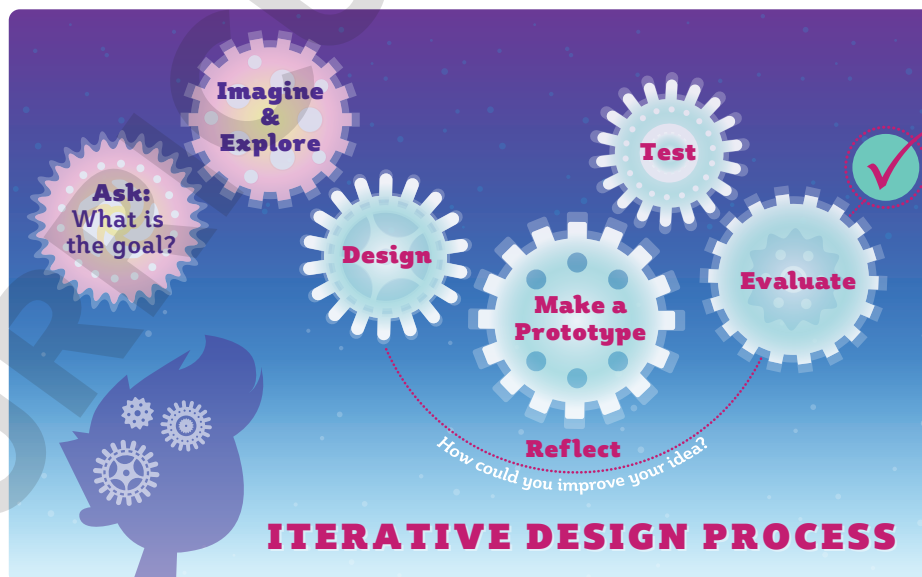 Imagine
&
Explore
Ask:
What is
the goal?
Design
Test
Make a
Prototype
Evaluate
Reflect
How could you improve your idea?
ITERATIVE DESIGN PROCESS